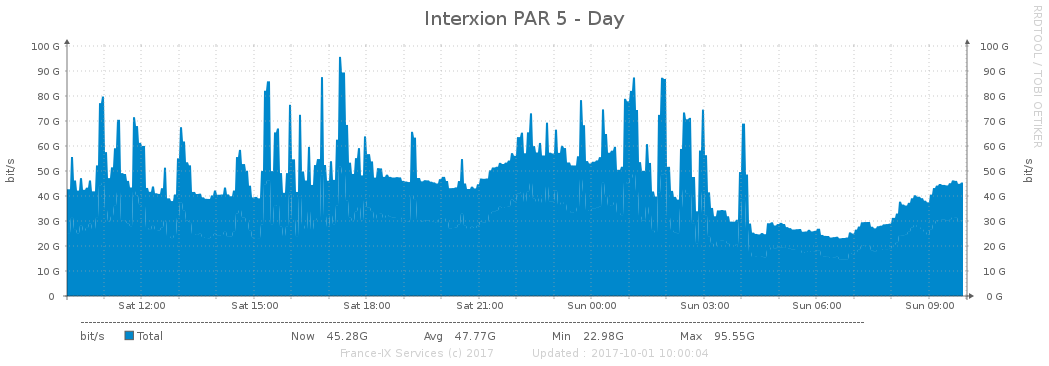 Interxion PAR 5 - Day
RRDTOOL / TOBI OETIKER
bit/s
100 G 100 G
90 G 90 G
80 G 80 G
70 G 70 G
60 G 60 G
50 G 50 G
40 G 40 G
30 G 30 G
20 G 20 G
10 G 10 G
0 0 G
bit/s
Sat 12:00 Sat 15:00 Sat 18:00 Sat 21:00 Sun 00:00 Sun 03:00 Sun 06:00 Sun 09:00
bit/s Total Now 45.28G Avg 47.77G Min 22.98G Max 95.55G
France-IX Services (c) 2017 Updated : 2017-10-01 10:00:04